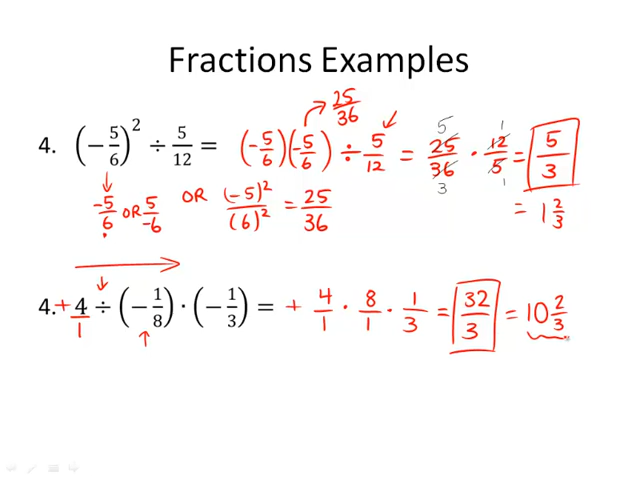 Fractions Examples
25/36
4. (−5/6)² ÷ 5/12 = (−5/6)(−5/6) ÷ 5/12 = 25/36 · 12/5 = 5/3
5 1
3 1
−5/6 OR 5/−6 OR (−5)²/(6)² = 25/36
= 1 2/3
4. + 4/1 ÷ (−1/8) · (−1/3) = + 4/1 · 8/1 · 1/3 = 32/3 = 10 2/3